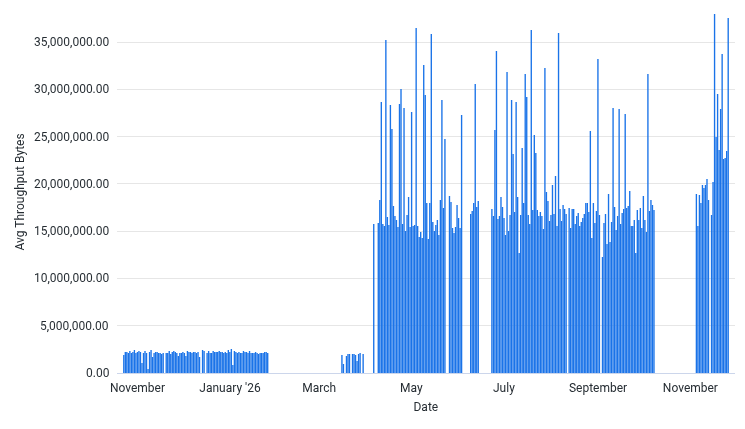 Avg Throughput Bytes
35,000,000.00
30,000,000.00
25,000,000.00
20,000,000.00
15,000,000.00
10,000,000.00
5,000,000.00
0.00
November January '26 March May July September November
Date